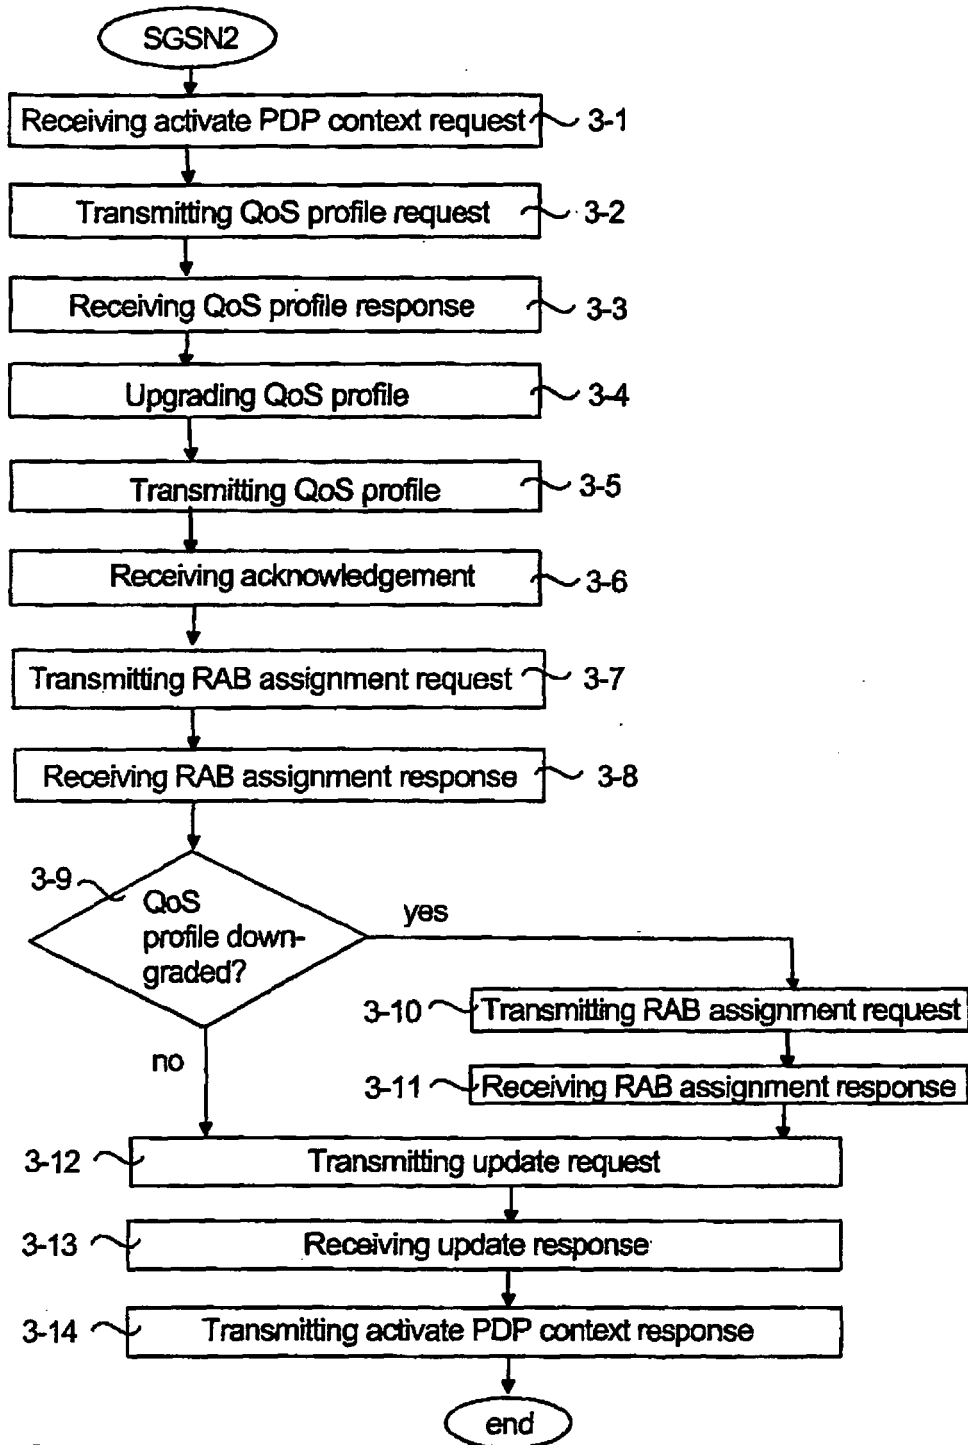 SGSN2
Receiving activate PDP context request 3-1
Transmitting QoS profile request 3-2
Receiving QoS profile response 3-3
Upgrading QoS profile 3-4
Transmitting QoS profile 3-5
Receiving acknowledgement 3-6
Transmitting RAB assignment request 3-7
Receiving RAB assignment response 3-8
3-9
QoS
profile down-
graded?
yes
3-10 Transmitting RAB assignment request
no
3-11 Receiving RAB assignment response
3-12 Transmitting update request
3-13 Receiving update response
3-14 Transmitting activate PDP context response
end